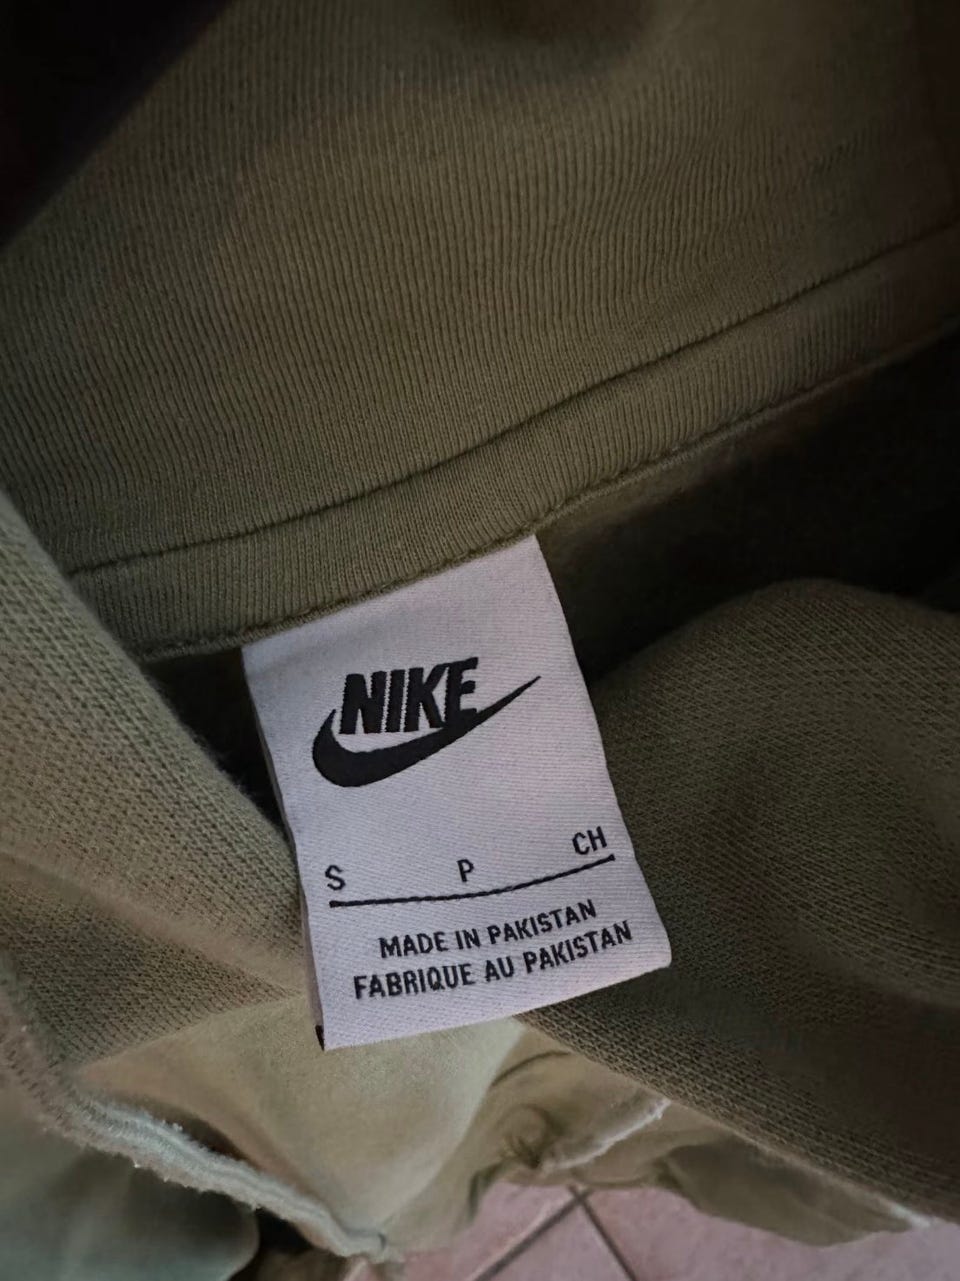 NIKE
S P CH
MADE IN PAKISTAN
FABRIQUE AU PAKISTAN